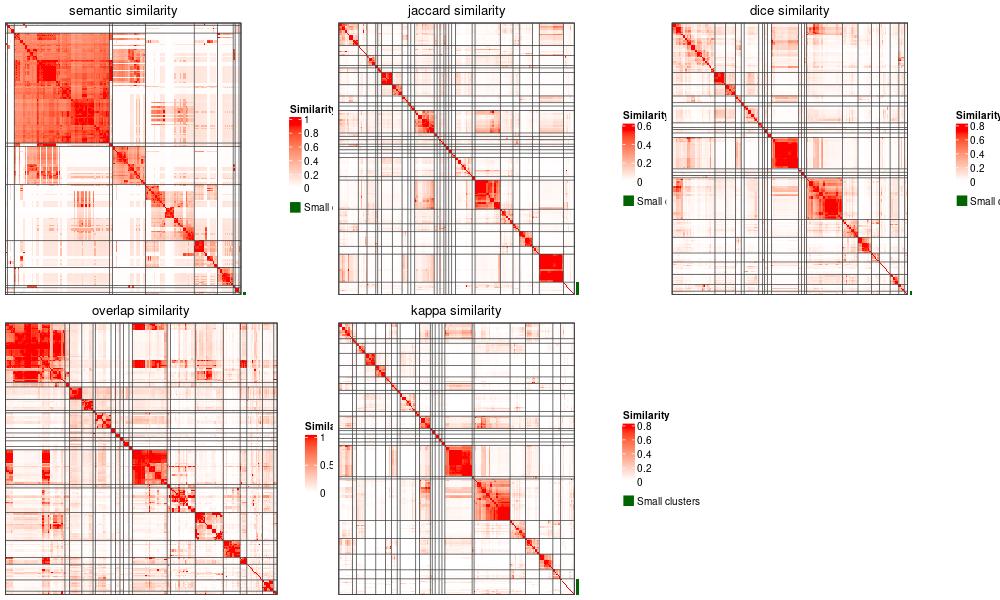 semantic similarity
Similarity
1
0.8
0.6
0.4
0.2
0
Small
jaccard similarity
Similarity
0.6
0.4
0.2
0
Small
dice similarity
Similarity
0.8
0.6
0.4
0.2
0
Small
overlap similarity
Simila
1
0.5
0
kappa similarity
Similarity
0.8
0.6
0.4
0.2
0
Small clusters